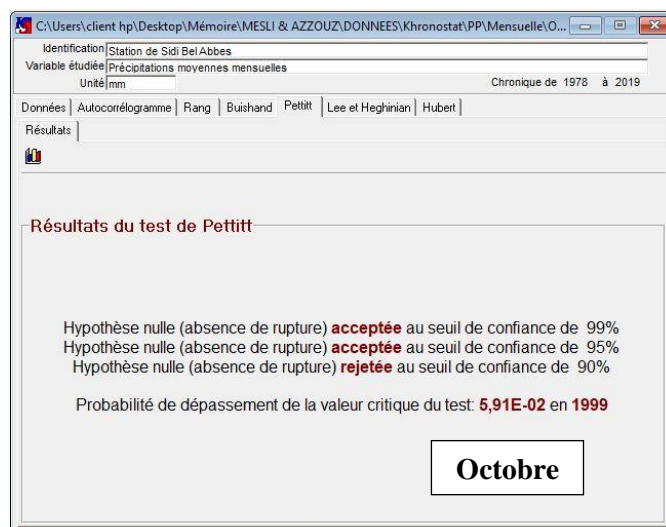 C:\Users\client hp\Desktop\Mémoire\MESLI & AZZOUZ\DONNEES\Khronostat\PP\Mensuelle\O...
Identification Station de Sidi Bel Abbes
Variable étudiée Précipitations moyennes mensuelles
Unité mm Chronique de 1978 à 2019
Données Autocorrélogramme Rang Buishand Pettitt Lee et Heghinian Hubert
Résultats
Résultats du test de Pettitt
Hypothèse nulle (absence de rupture) acceptée au seuil de confiance de 99%
Hypothèse nulle (absence de rupture) acceptée au seuil de confiance de 95%
Hypothèse nulle (absence de rupture) rejetée au seuil de confiance de 90%
Probabilité de dépassement de la valeur critique du test: 5,91E-02 en 1999
Octobre